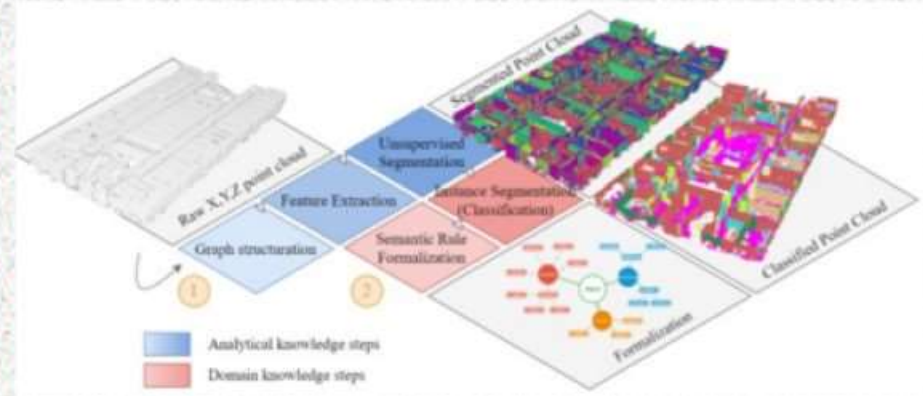 Segmented Point Cloud
Unsupervised
Segmentation
Raw X,Y,Z point cloud
Feature Extraction
Instance Segmentation
(Classification)
Graph structuration
Semantic Rule
Formalization
Classified Point Cloud
1
2
Formalization
Analytical knowledge steps
Domain knowledge steps